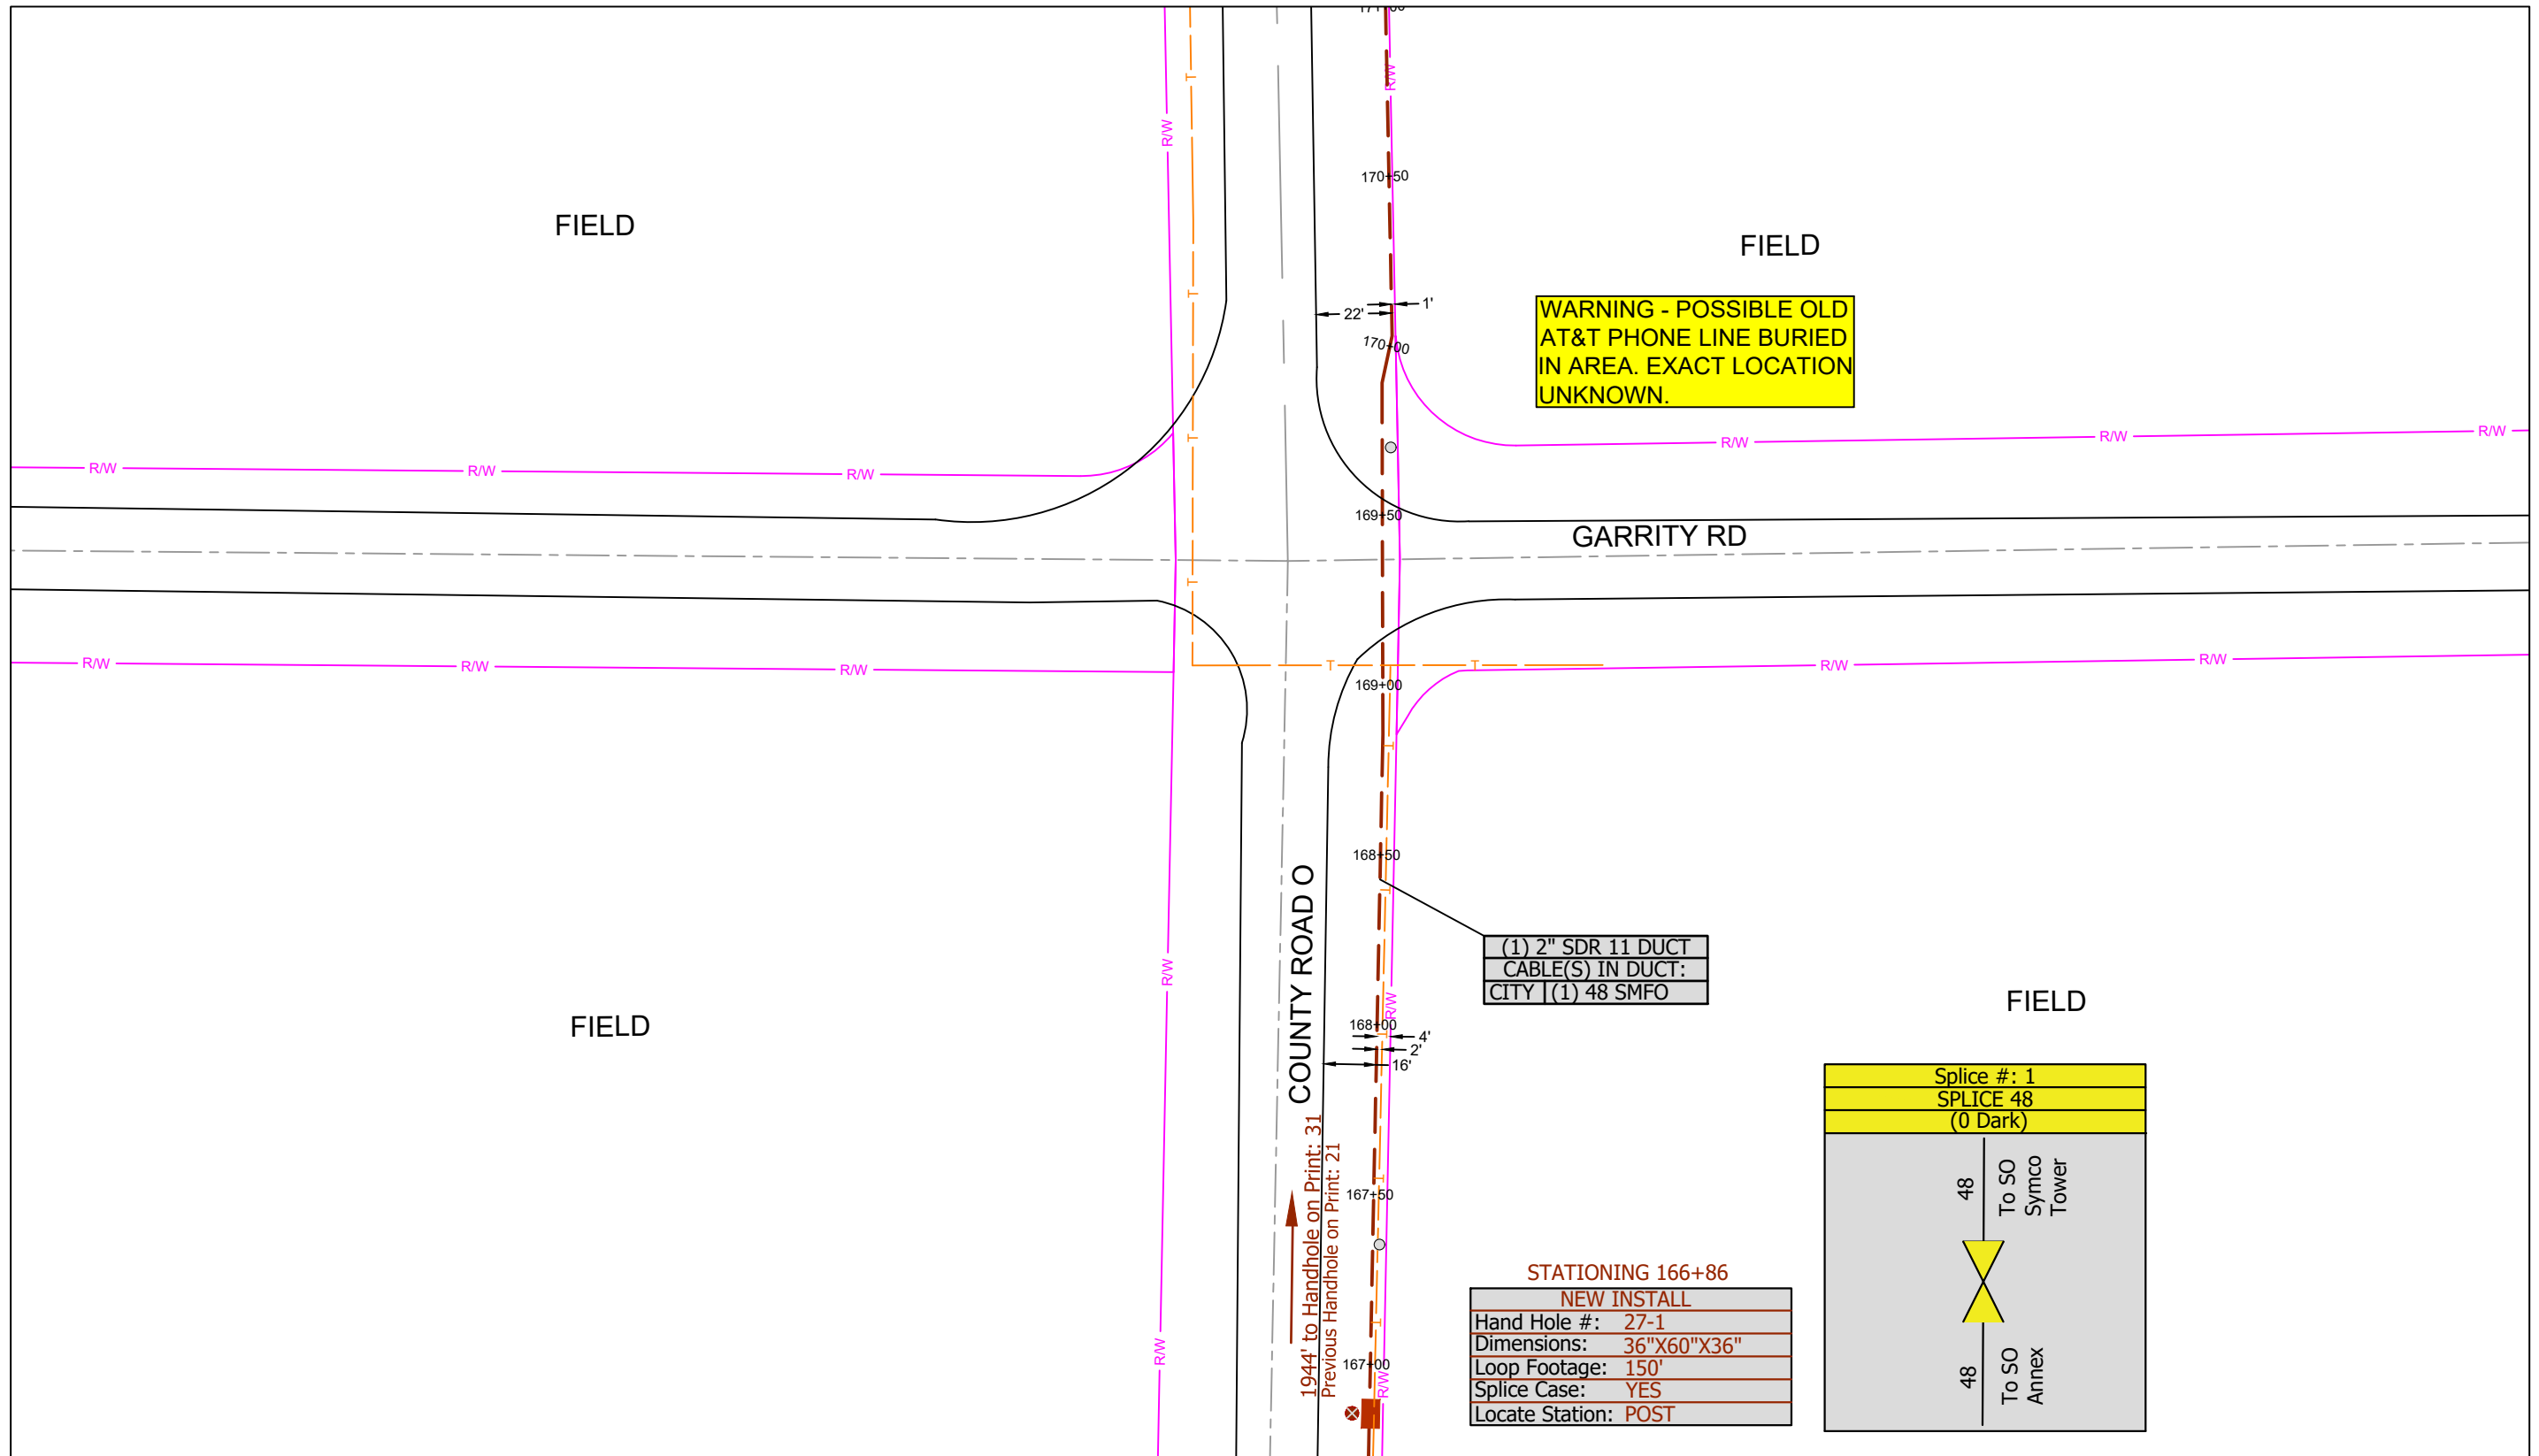 R/W
T
R/W
170+50
FIELD
FIELD
T
1'
22'
WARNING - POSSIBLE OLD
AT&T PHONE LINE BURIED
IN AREA. EXACT LOCATION
UNKNOWN.
170+00
T
R/W
R/W
R/W
R/W
R/W
R/W
169+50
GARRITY RD
T
R/W
R/W
R/W
T
T
R/W
R/W
169+00
T
168+50
T
COUNTY ROAD O
(1) 2" SDR 11 DUCT
CABLE(S) IN DUCT:
CITY (1) 48 SMFO
R/W
R/W
FIELD
FIELD
168+00
T
4'
2'
16'
1944' to Handhole on Print: 31
Previous Handhole on Print: 21
T
167+50
T
R/W
167+00
R/W
Splice #: 1
SPLICE 48
(0 Dark)
48
To SO
Symco
Tower
48
To SO
Annex
STATIONING 166+86
NEW INSTALL
Hand Hole #: 27-1
Dimensions: 36"X60"X36"
Loop Footage: 150'
Splice Case: YES
Locate Station: POST